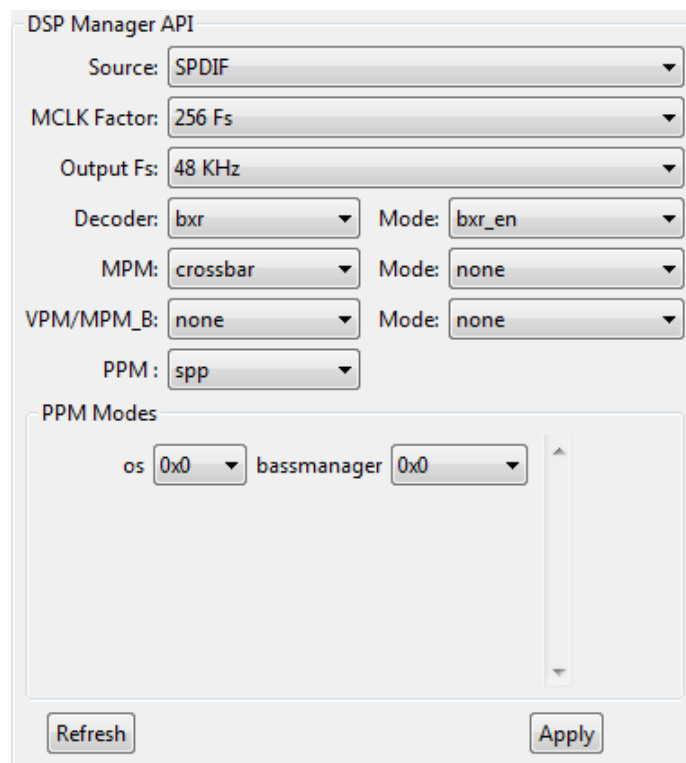 DSP Manager API
Source: SPDIF
MCLK Factor: 256 Fs
Output Fs: 48 KHz
Decoder: bxr Mode: bxr_en
MPM: crossbar Mode: none
VPM/MPM_B: none Mode: none
PPM : spp
PPM Modes
os 0x0 bassmanager 0x0
Refresh Apply